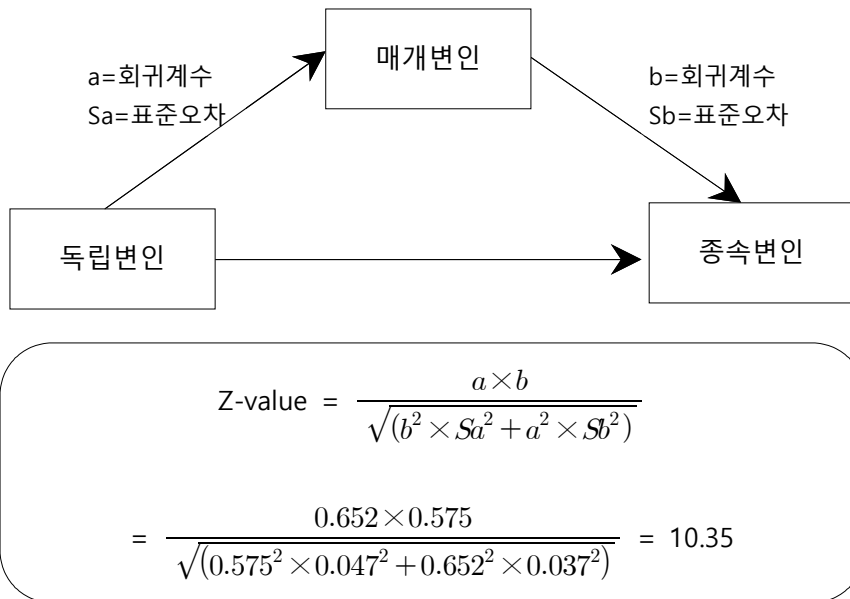 매개변인
a=회귀계수
Sa=표준오차
b=회귀계수
Sb=표준오차
독립변인
종속변인
Z-value = a×b / √(b² × Sa² + a² × Sb²)
= 0.652×0.575 / √(0.575² × 0.047² + 0.652² × 0.037²) = 10.35